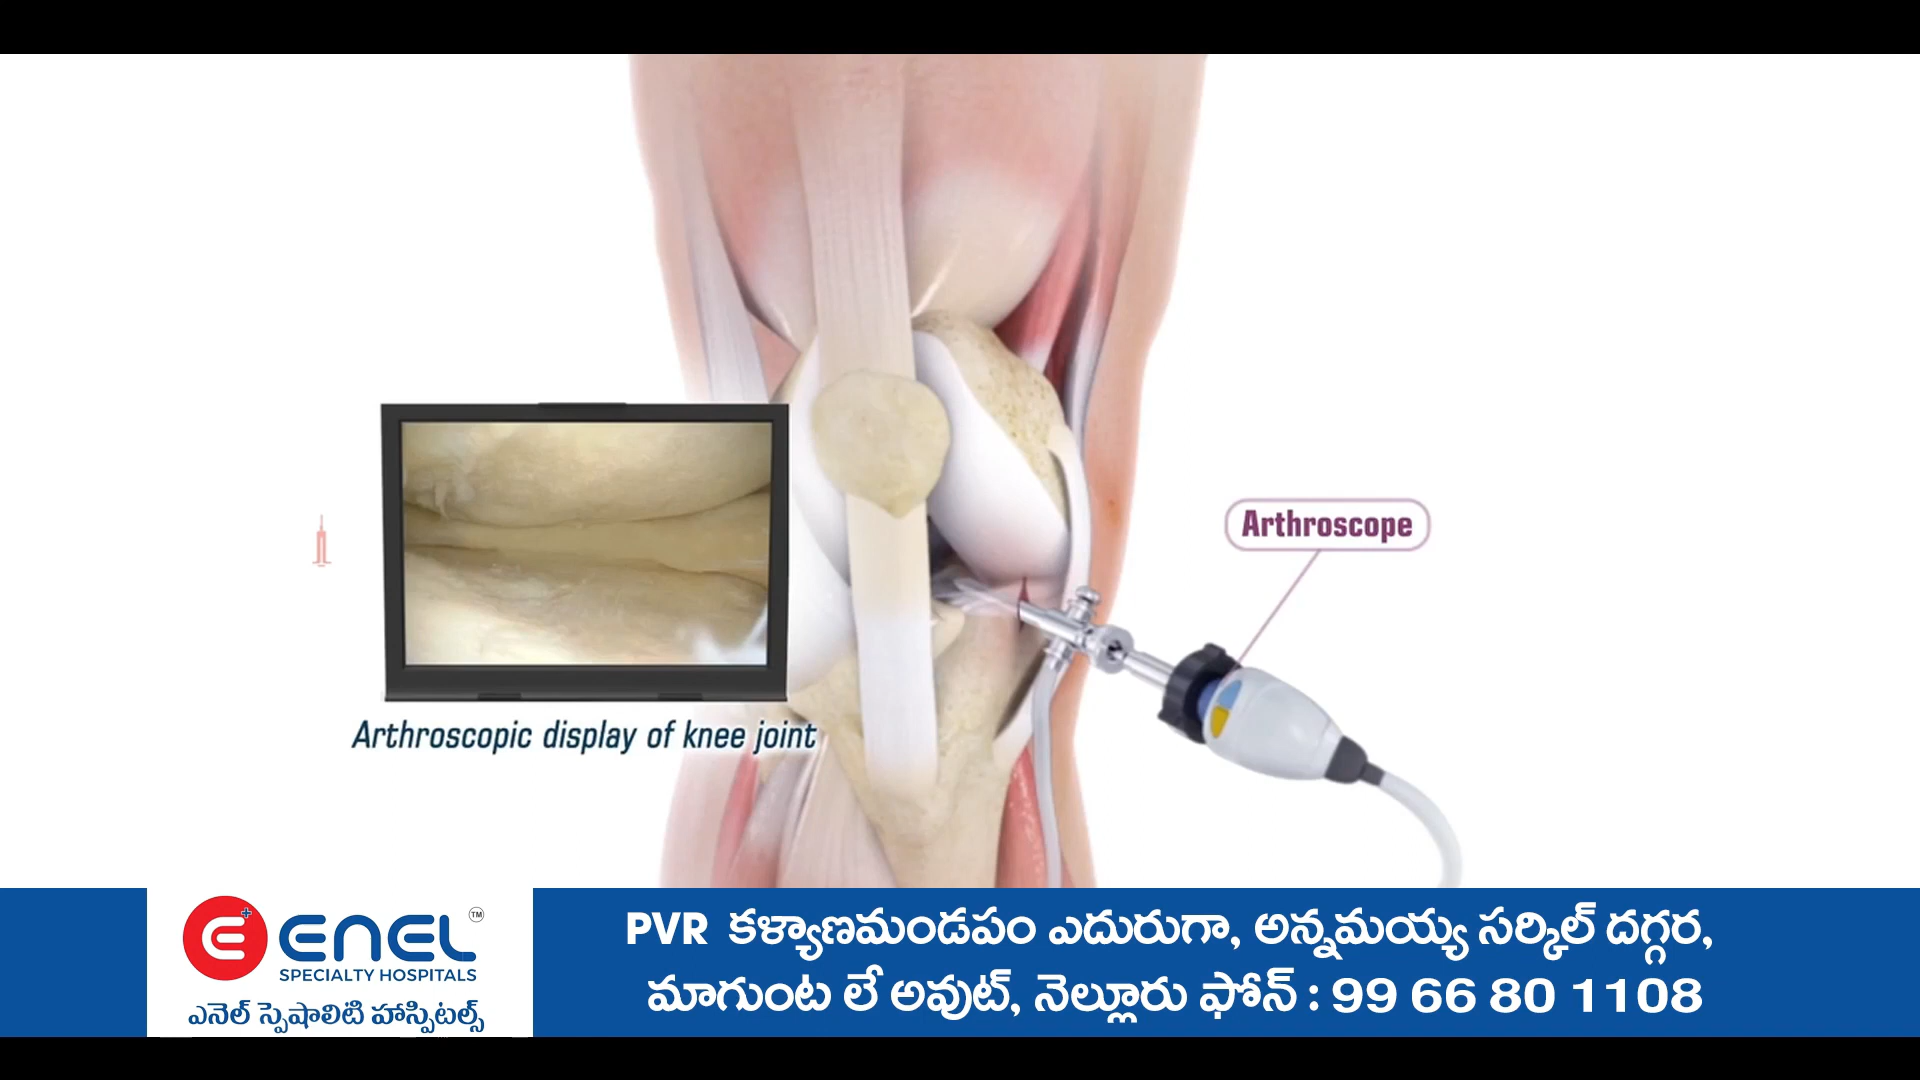 Arthroscope
Arthroscopic display of knee joint
ENEL TM
SPECIALTY HOSPITALS
ఎనెల్ స్పెషాలిటి హాస్పిటల్స్
PVR కళ్యాణమండపం ఎదురుగా, అన్నమయ్య సర్కిల్ దగ్గర,
మాగుంట లే అవుట్, నెల్లూరు ఫోన్ : 99 66 80 1108